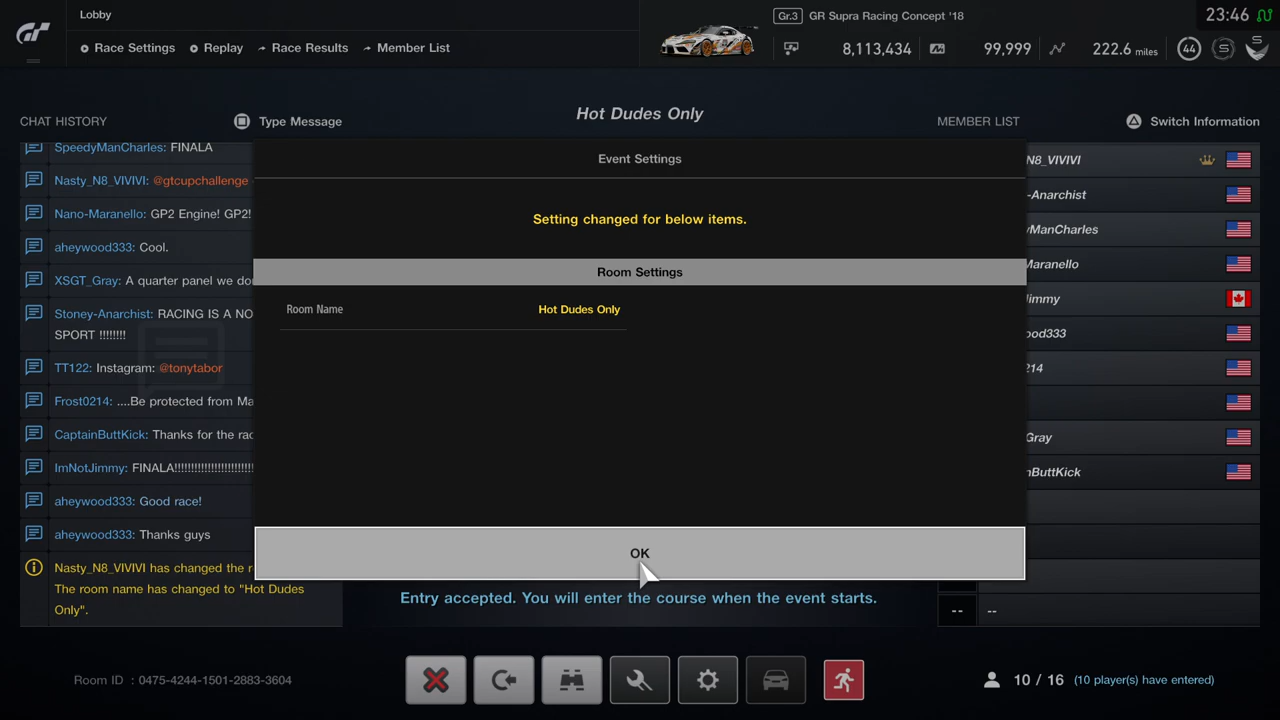 Lobby
Race Settings
Replay
Race Results
Member List
Gr.3 GR Supra Racing Concept '18
8,113,434
99,999
222.6 miles
44
S
S
23:46
CHAT HISTORY
Type Message
Hot Dudes Only
MEMBER LIST
Switch Information
SpeedyManCharles: FINALA
Nasty_N8_VIVIVI: @gtcupchallenge
Nano-Maranello: GP2 Engine! GP2!
aheywood333: Cool.
XSGT_Gray: A quarter panel we do
Stoney-Anarchist: RACING IS A NO
SPORT !!!!!!!!
TT122: Instagram: @tonytabor
Frost0214: ....Be protected from Ma
CaptainButtKick: Thanks for the rac
ImNotJimmy: FINALA!!!!!!!!!!!!!!!!!!!!!!!
aheywood333: Good race!
aheywood333: Thanks guys
Nasty_N8_VIVIVI has changed the r
The room name has changed to "Hot Dudes
Only".
Event Settings
Setting changed for below items.
Room Settings
Room Name
Hot Dudes Only
OK
Entry accepted. You will enter the course when the event starts.
N8_VIVIVI
-Anarchist
yManCharles
Maranello
immy
ood333
214
Gray
nButtKick
-- --
Room ID : 0475-4244-1501-2883-3604
10 / 16 (10 player(s) have entered)